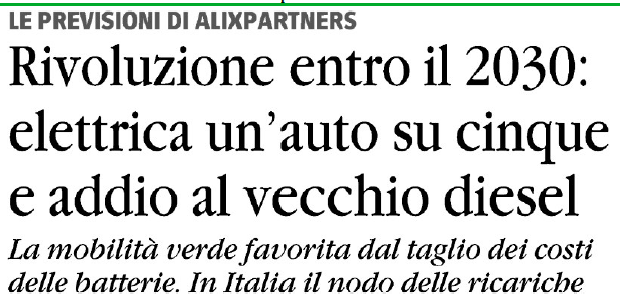 LE PREVISIONI DI ALIXPARTNERS
Rivoluzione entro il 2030:
elettrica un'auto su cinque
e addio al vecchio diesel
La mobilità verde favorita dal taglio dei costi
delle batterie. In Italia il nodo delle ricariche